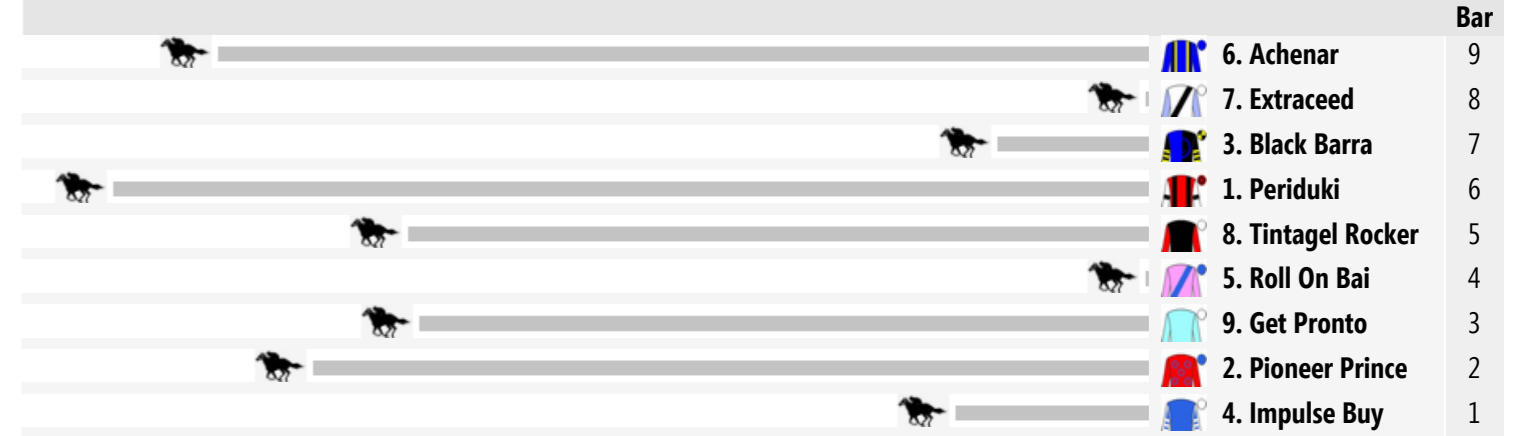 Bar
6. Achenar 9
7. Extraceed 8
3. Black Barra 7
1. Periduki 6
8. Tintagel Rocker 5
5. Roll On Bai 4
9. Get Pronto 3
2. Pioneer Prince 2
4. Impulse Buy 1